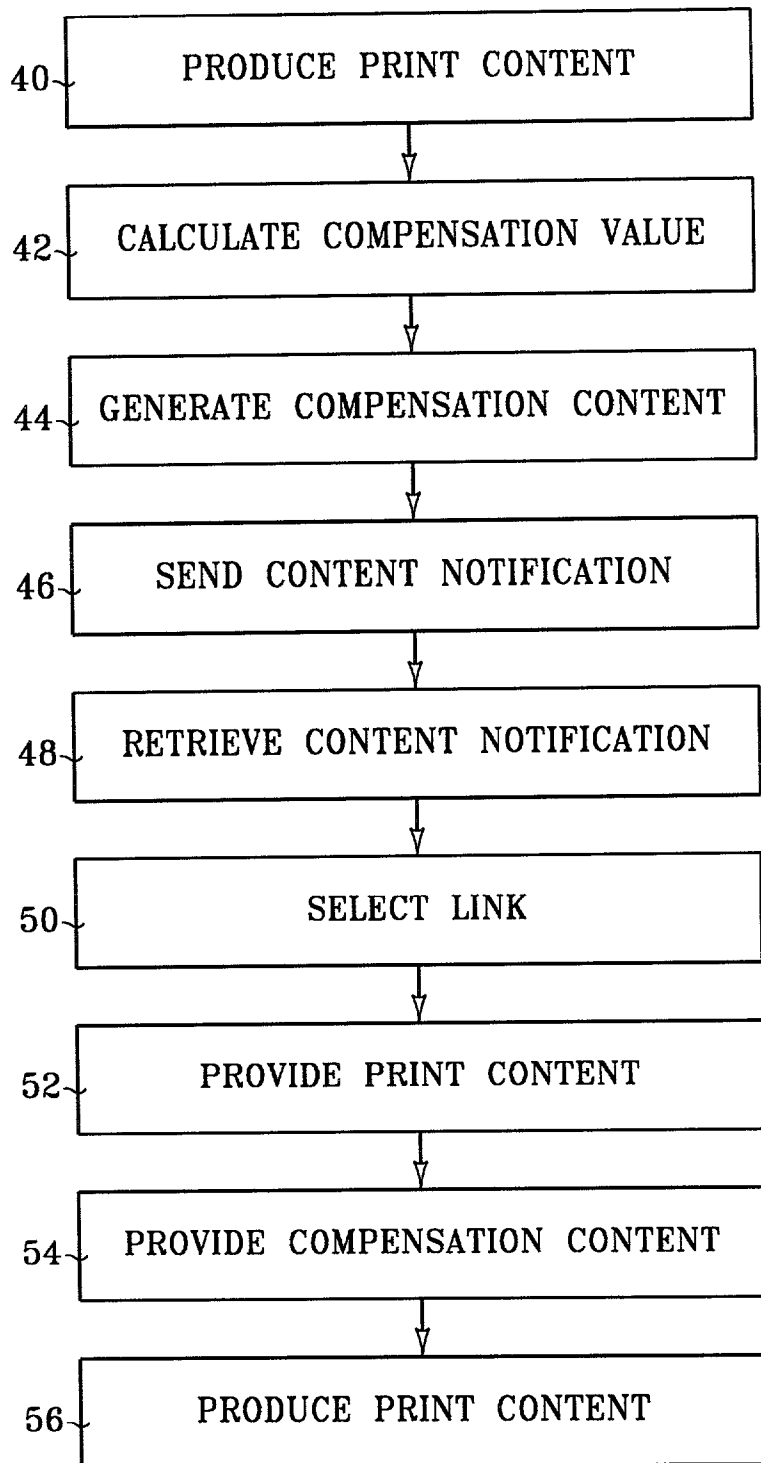 40 PRODUCE PRINT CONTENT
42 CALCULATE COMPENSATION VALUE
44 GENERATE COMPENSATION CONTENT
46 SEND CONTENT NOTIFICATION
48 RETRIEVE CONTENT NOTIFICATION
50 SELECT LINK
52 PROVIDE PRINT CONTENT
54 PROVIDE COMPENSATION CONTENT
56 PRODUCE PRINT CONTENT